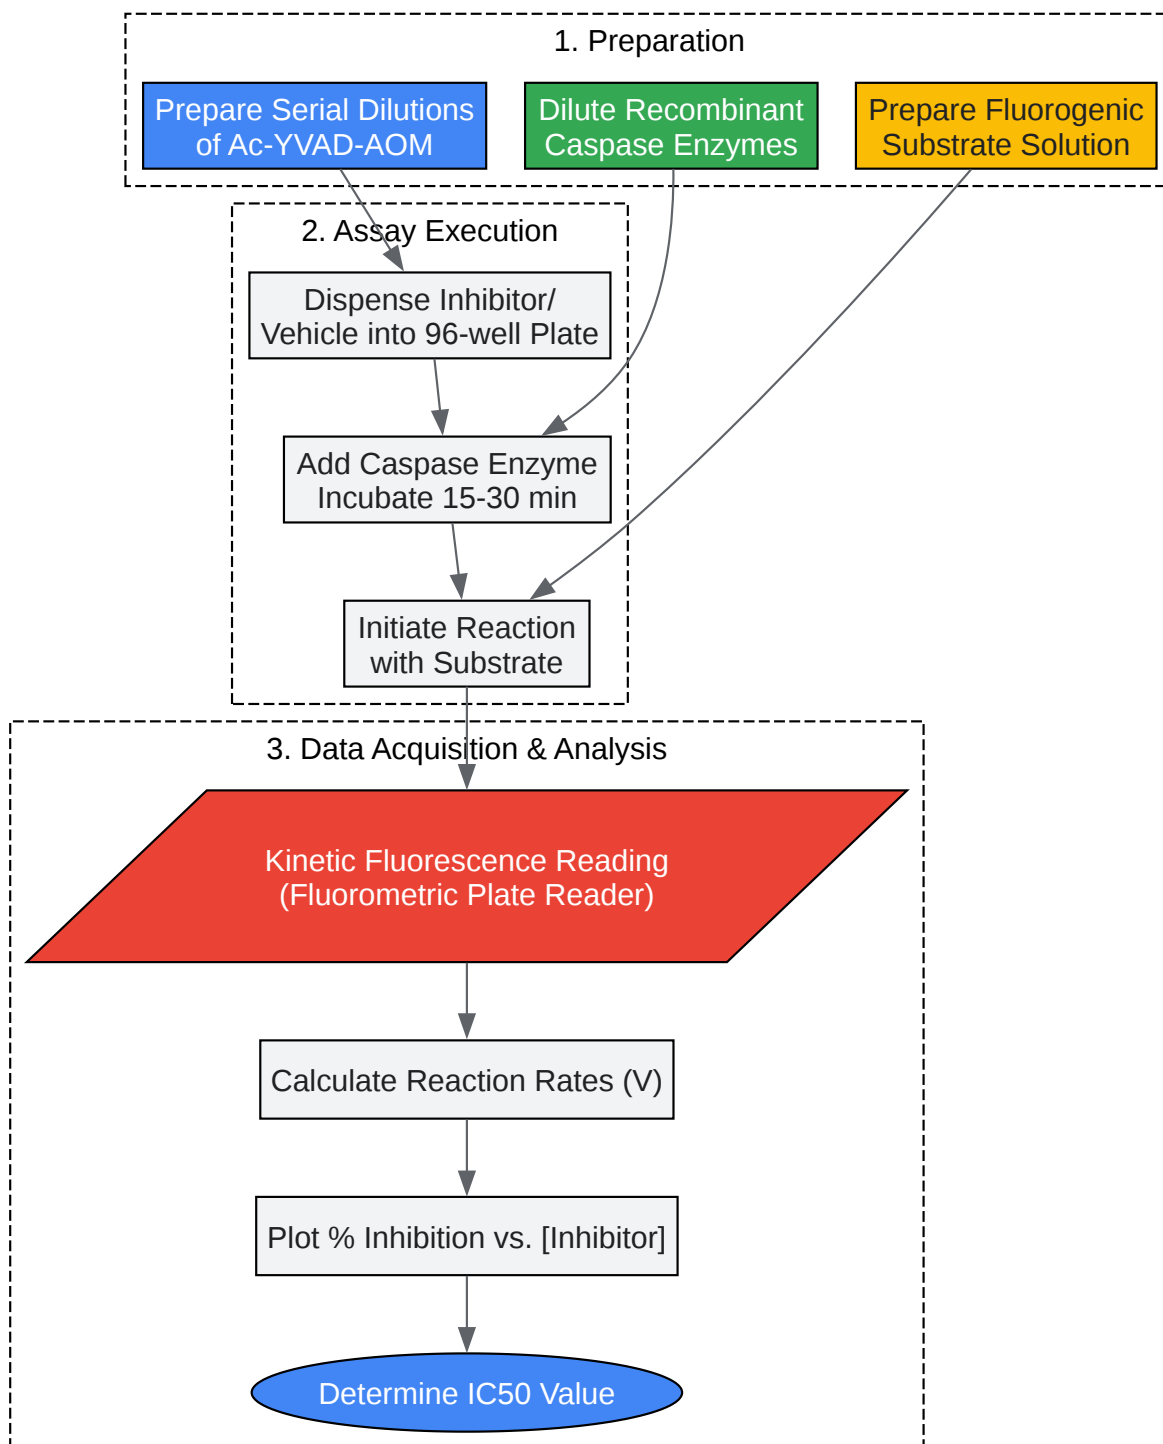 1. Preparation
Prepare Serial Dilutions
of Ac-YVAD-AOM
Dilute Recombinant
Caspase Enzymes
Prepare Fluorogenic
Substrate Solution
2. Assay Execution
Dispense Inhibitor/
Vehicle into 96-well Plate
Add Caspase Enzyme
Incubate 15-30 min
Initiate Reaction
with Substrate
3. Data Acquisition & Analysis
Kinetic Fluorescence Reading
(Fluorometric Plate Reader)
Calculate Reaction Rates (V)
Plot % Inhibition vs. [Inhibitor]
Determine IC50 Value